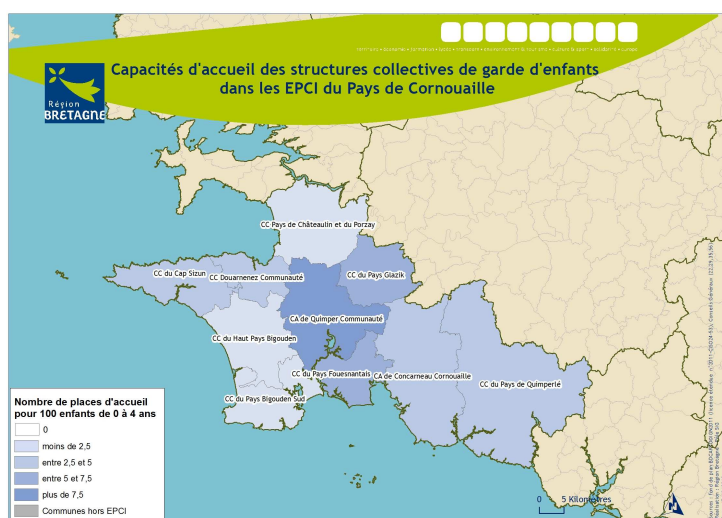 Capacités d'accueil des structures collectives de garde d'enfants
dans les EPCI du Pays de Cornouaille
Région
BRETAGNE
CC Pays de Châteaulin et du Porzay
CC du Cap Sizun
CC Douarnenez Communauté
CC du Pays Glazik
CA de Quimper Communauté
CC du Haut Pays Bigouden
CC du Pays Fouesnantais
CA de Concarneau Cornouaille
CC du Pays de Quimperlé
CC du Pays Bigouden Sud
Nombre de places d'accueil
pour 100 enfants de 0 à 4 ans
0
moins de 2,5
entre 2,5 et 5
entre 5 et 7,5
plus de 7,5
Communes hors EPCI
0 5 Kilomètres